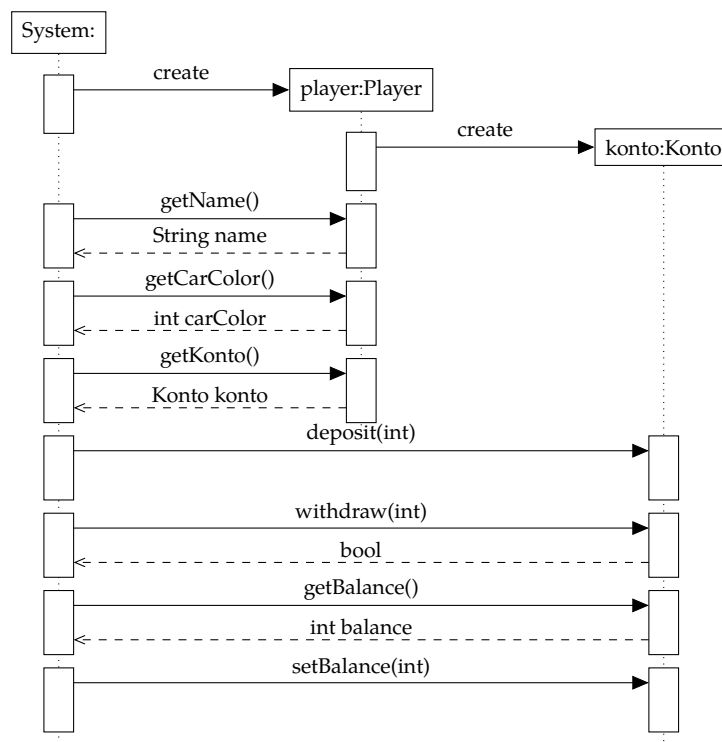 System:
create
player:Player
create
konto:Konto
getName()
String name
getCarColor()
int carColor
getKonto()
Konto konto
deposit(int)
withdraw(int)
bool
getBalance()
int balance
setBalance(int)